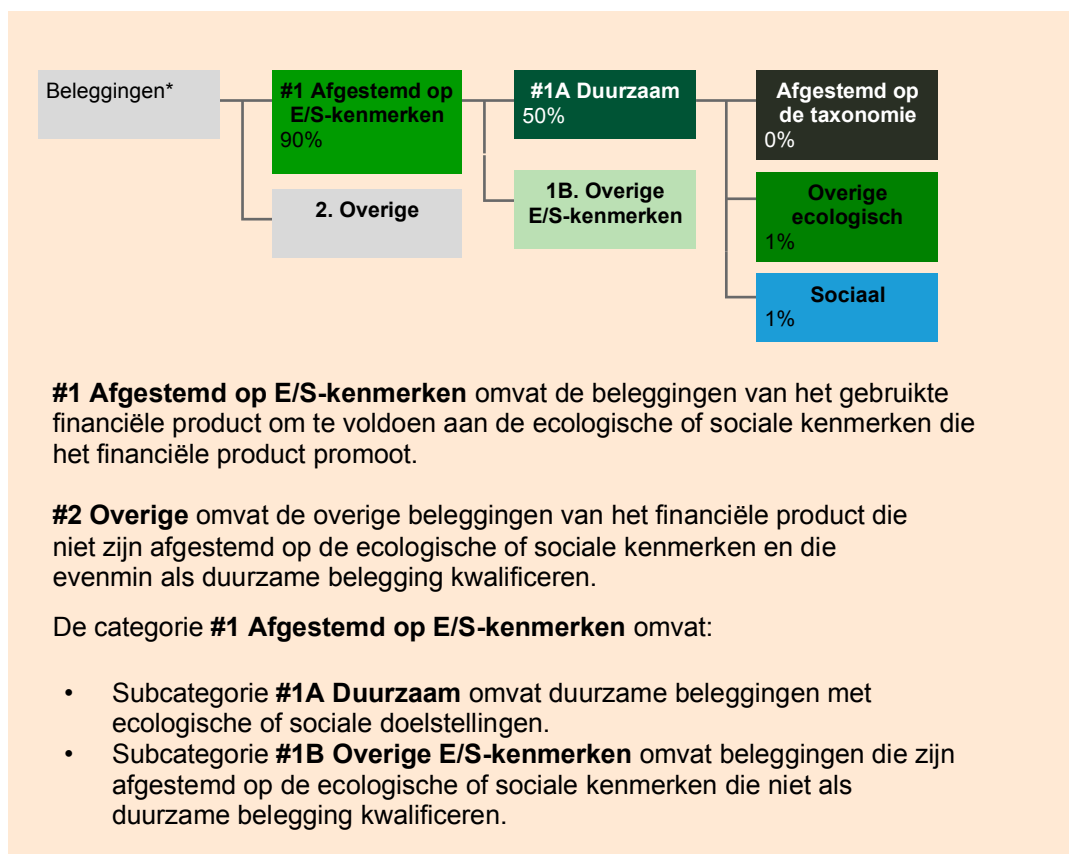 Beleggingen*
#1 Afgestemd op
E/S-kenmerken
90%
2. Overige
#1A Duurzaam
50%
1B. Overige
E/S-kenmerken
Afgestemd op
de taxonomie
0%
Overige
ecologisch
1%
Sociaal
1%
#1 Afgestemd op E/S-kenmerken omvat de beleggingen van het gebruikte
financiële product om te voldoen aan de ecologische of sociale kenmerken die
het financiële product promoot.
#2 Overige omvat de overige beleggingen van het financiële product die
niet zijn afgestemd op de ecologische of sociale kenmerken en die
evenmin als duurzame belegging kwalificeren.
De categorie #1 Afgestemd op E/S-kenmerken omvat:
• Subcategorie #1A Duurzaam omvat duurzame beleggingen met
ecologische of sociale doelstellingen.
• Subcategorie #1B Overige E/S-kenmerken omvat beleggingen die zijn
afgestemd op de ecologische of sociale kenmerken die niet als
duurzame belegging kwalificeren.